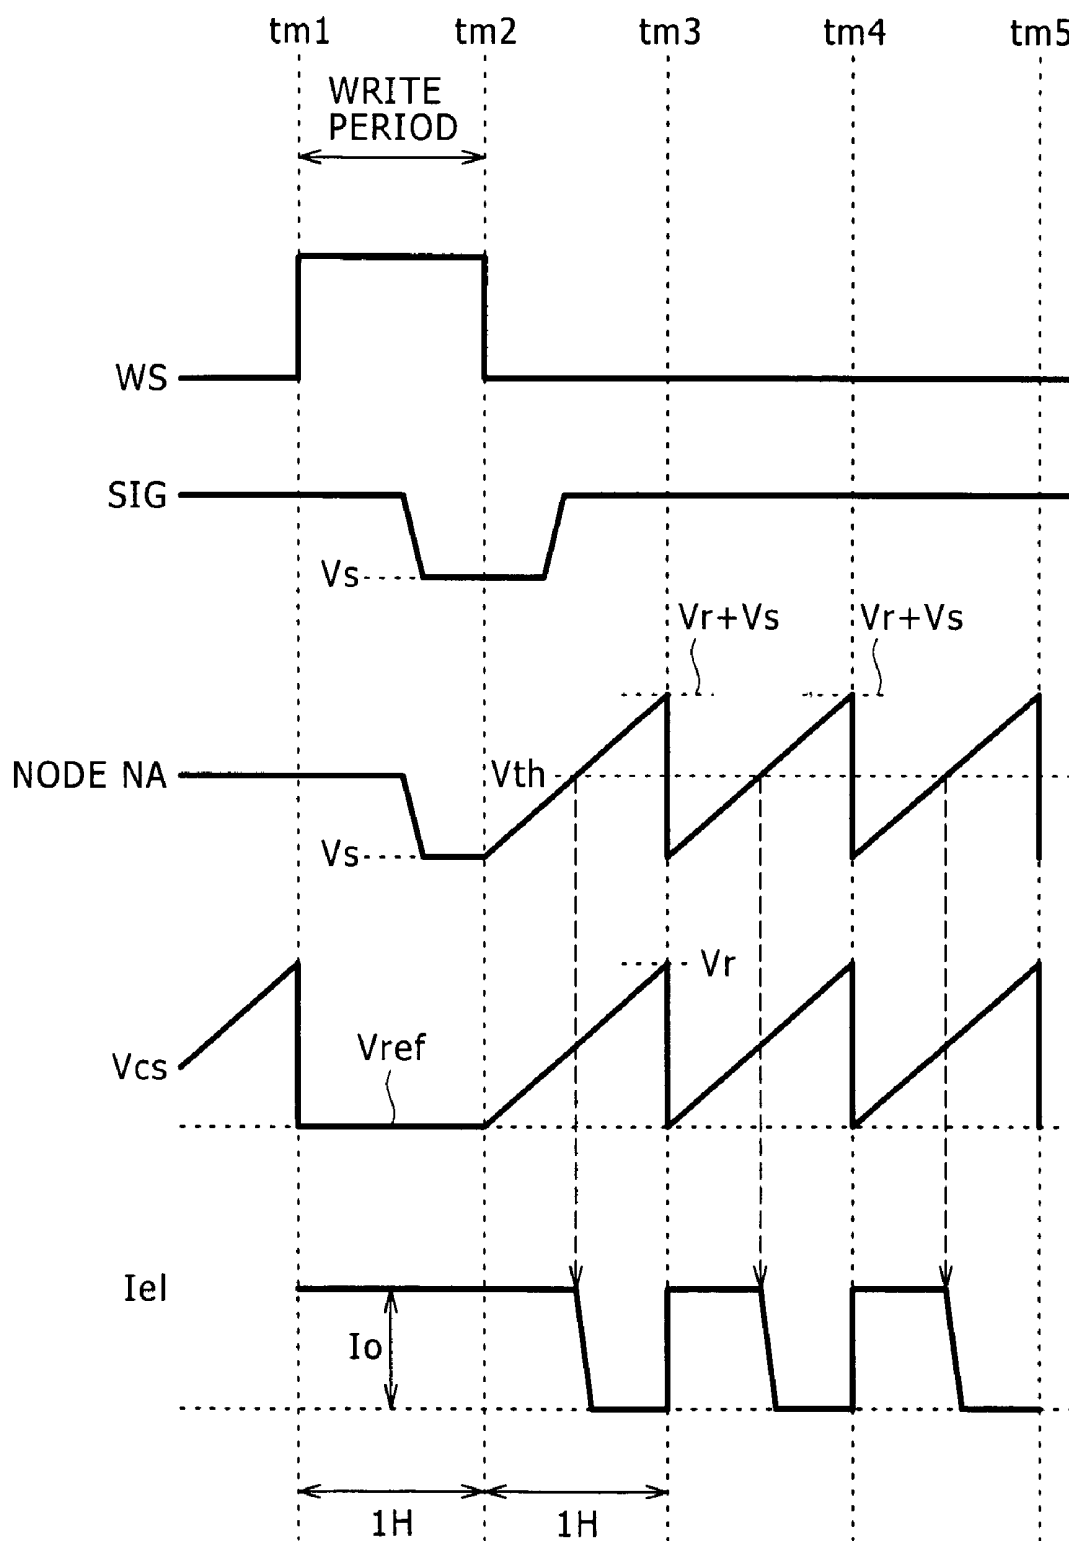 tm1 tm2 tm3 tm4 tm5
WRITE
PERIOD
WS
SIG
Vs
Vr+Vs Vr+Vs
NODE NA
Vth
Vs
Vr
Vref
Vcs
Iel
Io
1H 1H